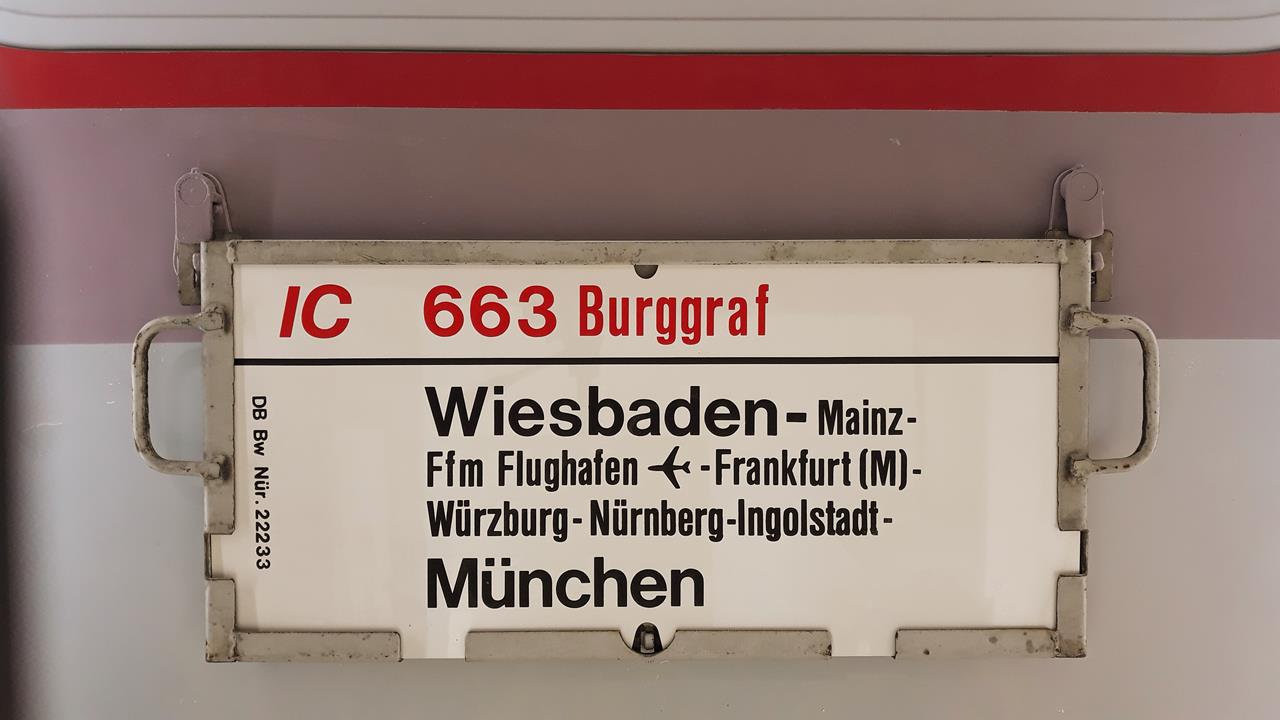 IC 663 Burggraf
Wiesbaden - Mainz-
Ffm Flughafen ✈ - Frankfurt (M)-
Würzburg - Nürnberg-Ingolstadt-
München
DB Bw Nür. 22233